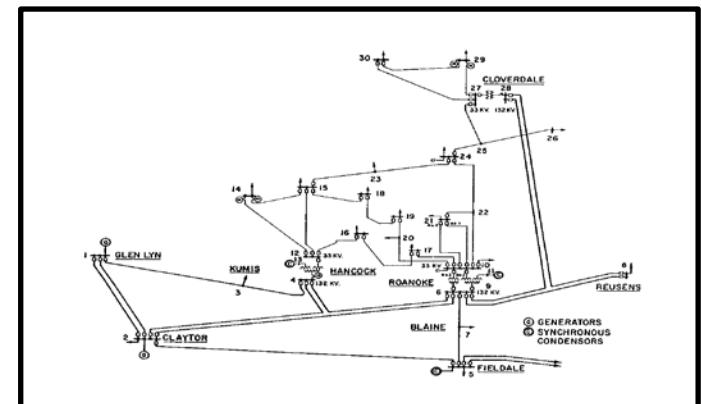 30
29
CLOVERDALE
27
28
33 KV.
132 KV.
25
26
24
23
14
15
18
19
22
21
16
20
17
12
33 KV.
13
HANCOCK
33 KV.
ROANOKE
1
GLEN LYN
KUMIS
3
4
132 KV.
6
9
132 KV.
8
REUSENS
BLAINE
7
G GENERATORS
C SYNCHRONOUS
CONDENSORS
2
CLAYTOR
5
FIELDALE